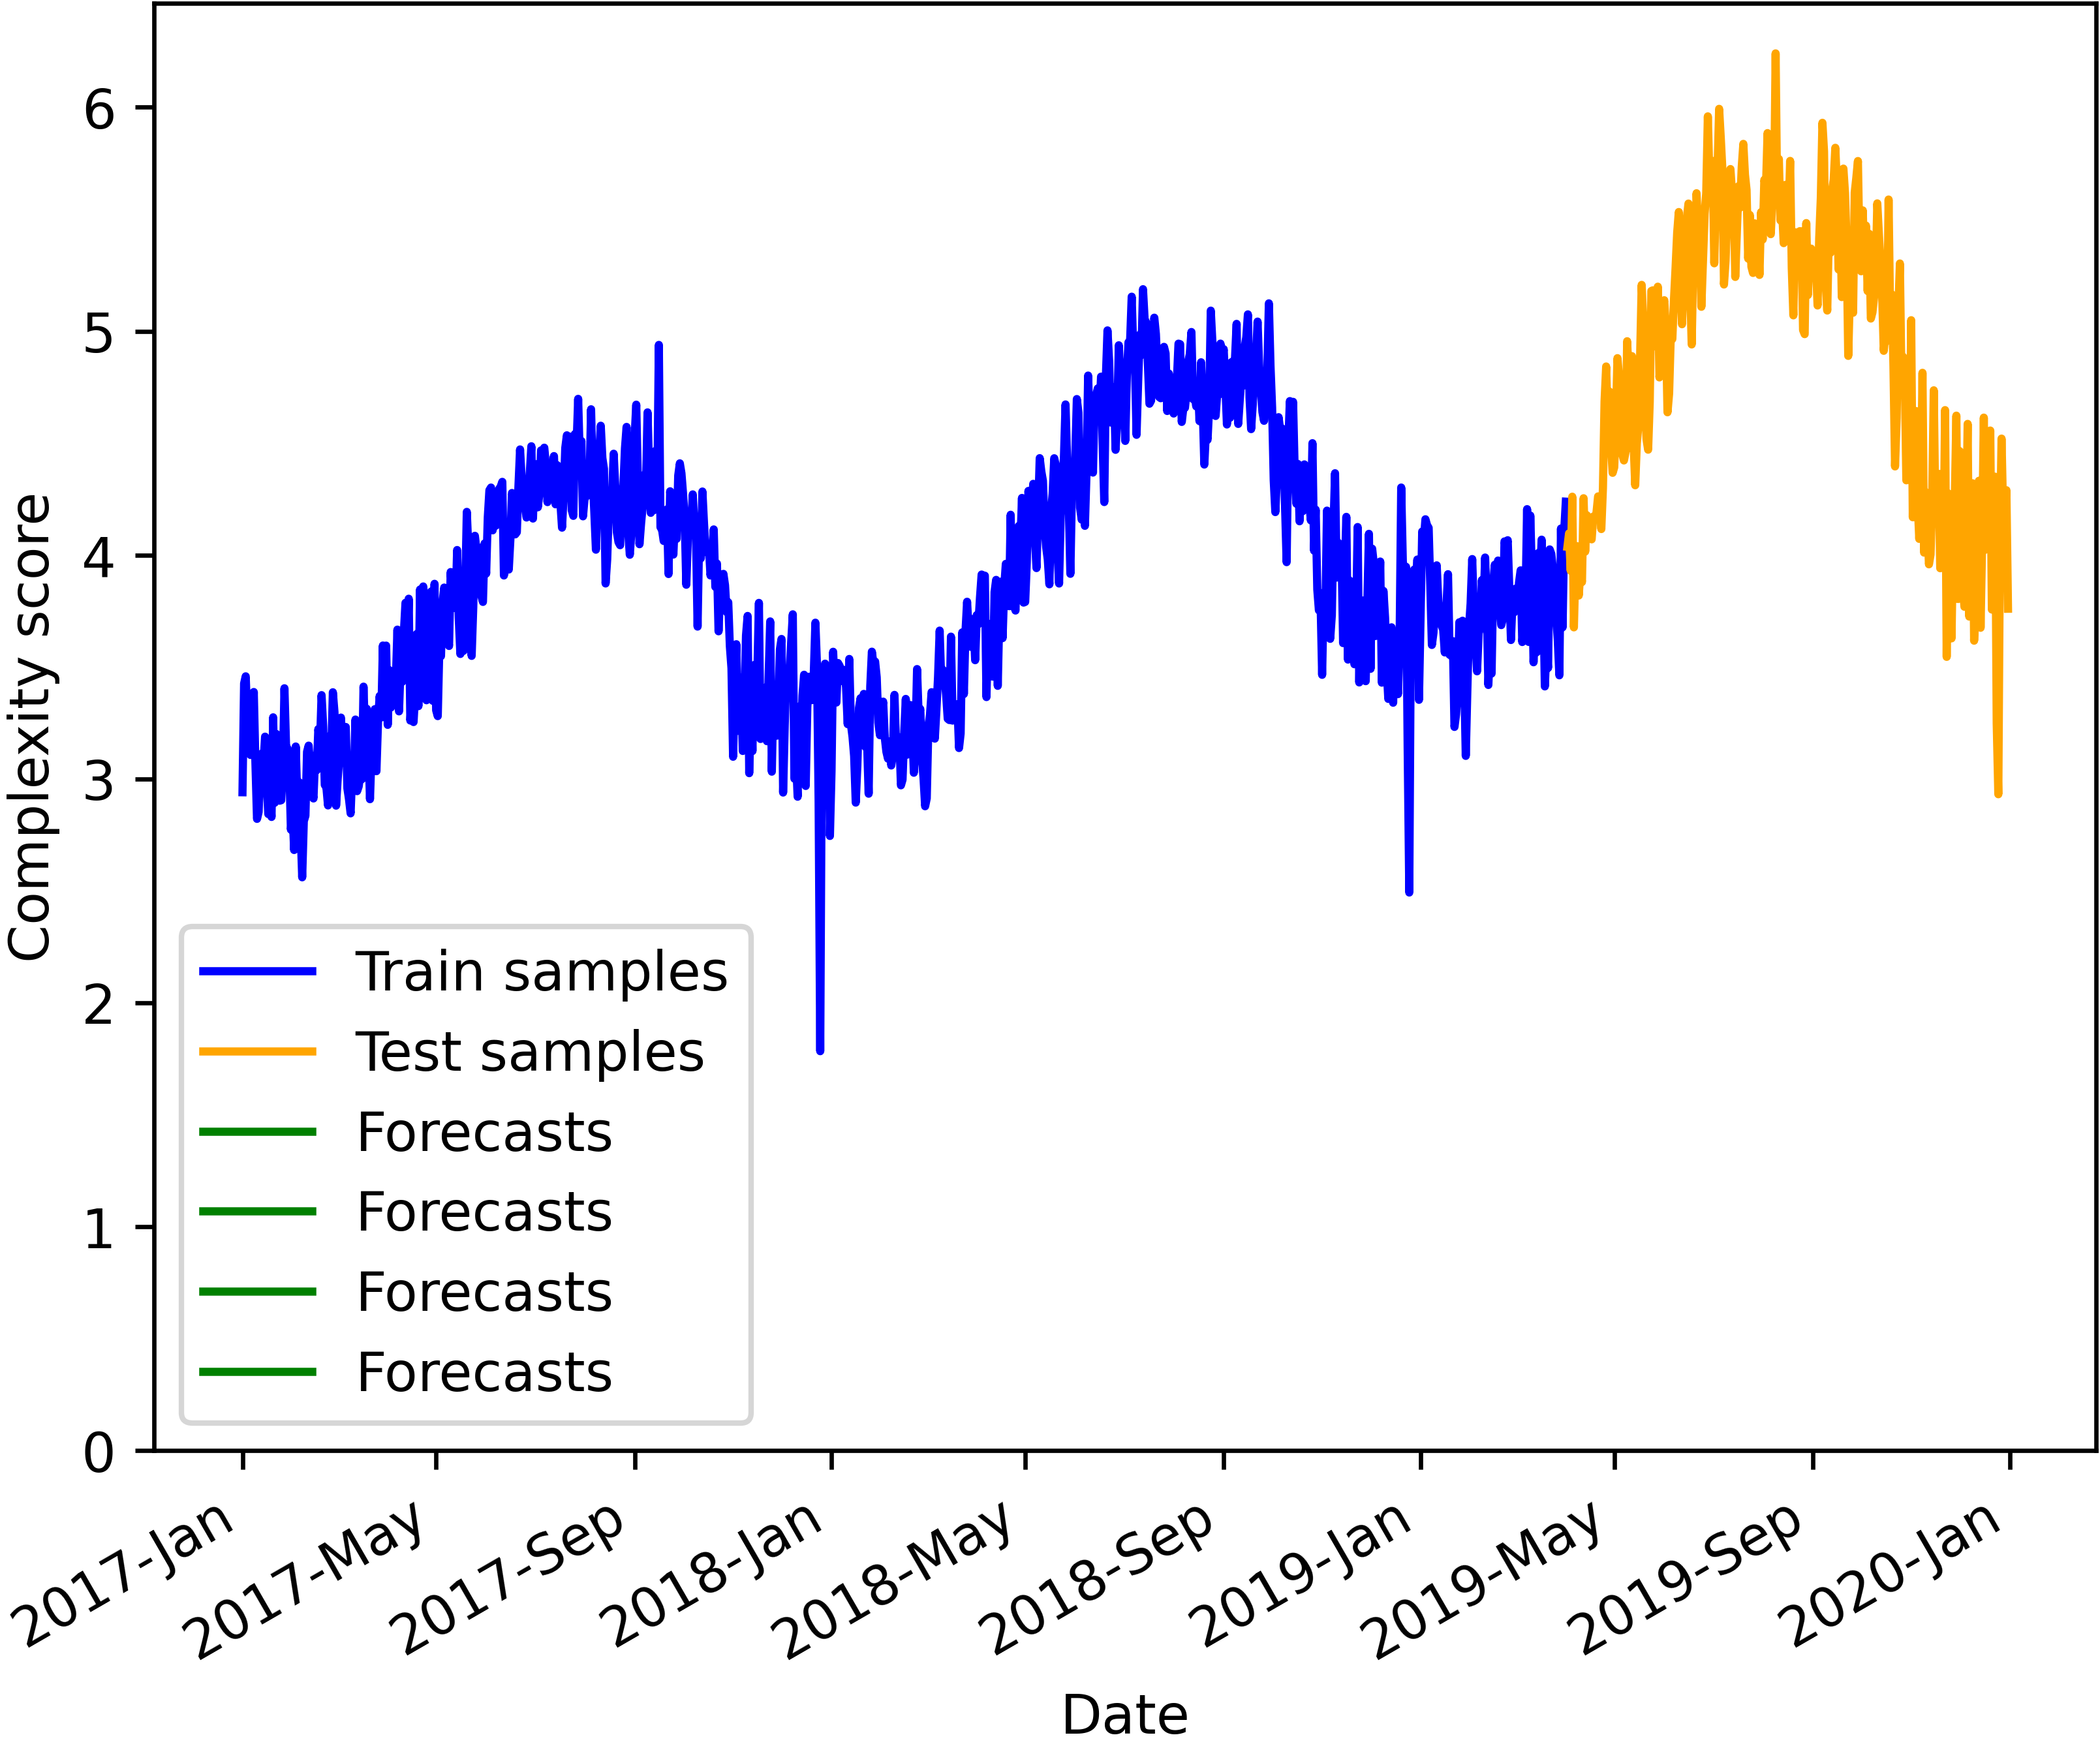 6
5
4
3
2
1
0
Complexity score
Train samples
Test samples
Forecasts
Forecasts
Forecasts
Forecasts
2017-Jan
2017-May
2017-Sep
2018-Jan
2018-May
2018-Sep
2019-Jan
2019-May
2019-Sep
2020-Jan
Date